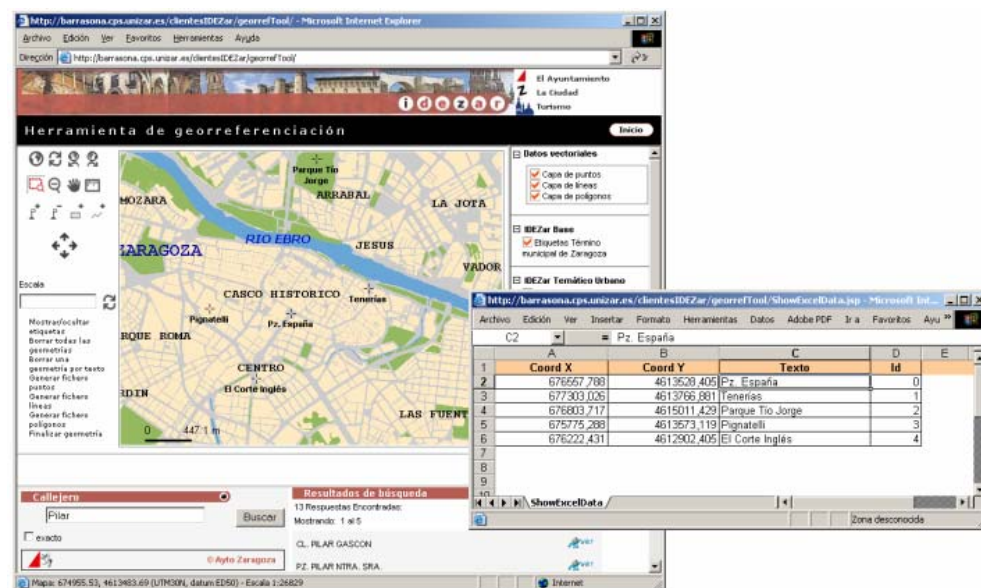 http://barrasona.cps.unizar.es/clientesIDEZar/georrefTool/ - Microsoft Internet Explorer
Archivo Edición Ver Favoritos Herramientas Ayuda
Dirección http://barrasona.cps.unizar.es/clientesIDEZar/georrefTool/
idezar
El Ayuntamiento
La Ciudad
Turismo
Herramienta de georreferenciación
Inicio
Escala
Mostrar/ocultar
etiquetas
Borrar todas las
geometrías
Borrar una
geometría por texto
Generar fichero
puntos
Generar fichero
líneas
Generar fichero
polígonos
Finalizar geometría
Parque Tío
Jorge
ARRABAL
MOZARA
LA JOTA
RIO EBRO
JESUS
ZARAGOZA
VADOR
CASCO HISTORICO
Tenerías
Pignatelli
Pz. España
RQUE ROMA
CENTRO
El Corte Inglés
RDIN
LAS FUENT
0 447.1 m
Datos vectoriales
Capa de puntos
Capa de líneas
Capa de polígonos
IDEZar Base
Etiquetas Término
municipal de Zaragoza
IDEZar Temático Urbano
Callejero
Pilar
Buscar
exacto
© Ayto Zaragoza
Resultados de búsqueda
13 Respuestas Encontradas:
Mostrando: 1 al 5
CL. PILAR GASCON
ver
PZ. PILAR NTRA. SRA.
ver
Mapa: 674955.53, 4613483.69 (UTM30N, datum ED50) - Escala 1:26829
Internet
http://barrasona.cps.unizar.es/clientesIDEZar/georrefTool/ShowExcelData.jsp - Microsoft Int...
Archivo Edición Ver Insertar Formato Herramientas Datos Adobe PDF Ir a Favoritos Ayu »
C2 = Pz. España
A B C D E
1 Coord X Coord Y Texto Id
2 676557,788 4613528,405 Pz. España 0
3 677303,026 4613766,881 Tenerías 1
4 676803,717 4615011,429 Parque Tío Jorge 2
5 675775,288 4613573,119 Pignatelli 3
6 676222,431 4612902,405 El Corte Inglés 4
7
8
9
10
ShowExcelData
Zona desconocida